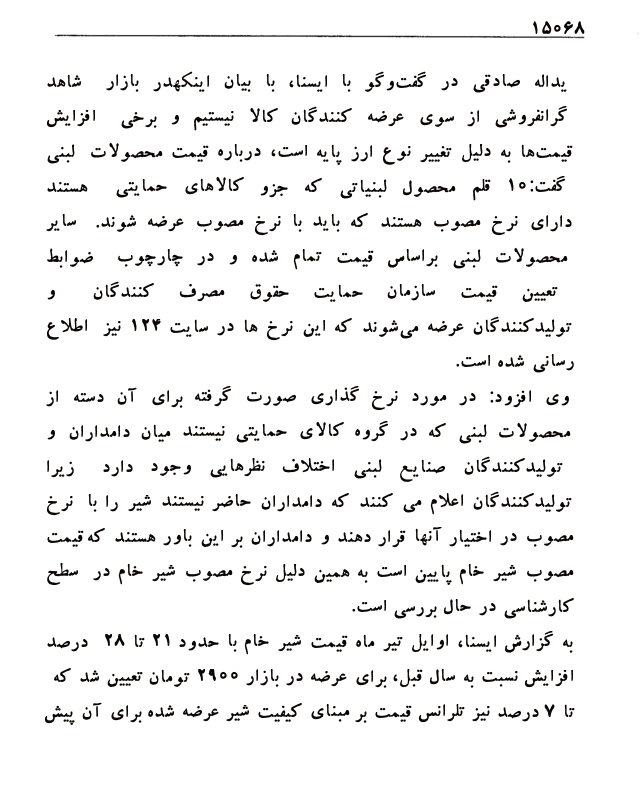 ۱۵۰۶۸
یداله صادقی در گفت‌وگو با ایسنا، با بیان اینکهدر بازار شاهد
گرانفروشی از سوی عرضه کنندگان کالا نیستیم و برخی افزایش
قیمت‌ها به دلیل تغییر نوع ارز پایه است، درباره قیمت محصولات لبنی
گفت:۱۰ قلم محصول لبنیاتی که جزو کالاهای حمایتی هستند
دارای نرخ مصوب هستند که باید با نرخ مصوب عرضه شوند. سایر
محصولات لبنی براساس قیمت تمام شده و در چارچوب ضوابط
تعیین قیمت سازمان حمایت حقوق مصرف کنندگان و
تولیدکنندگان عرضه می‌شوند که این نرخ ها در سایت ۱۲۴ نیز اطلاع
رسانی شده است.
وی افزود: در مورد نرخ گذاری صورت گرفته برای آن دسته از
محصولات لبنی که در گروه کالای حمایتی نیستند میان دامداران و
تولیدکنندگان صنایع لبنی اختلاف نظرهایی وجود دارد زیرا
تولیدکنندگان اعلام می کنند که دامداران حاضر نیستند شیر را با نرخ
مصوب در اختیار آنها قرار دهند و دامداران بر این باور هستند که قیمت
مصوب شیر خام پایین است به همین دلیل نرخ مصوب شیر خام در سطح
کارشناسی در حال بررسی است.
به گزارش ایسنا، اوایل تیر ماه قیمت شیر خام با حدود ۲۱ تا ۲۸ درصد
افزایش نسبت به سال قبل، برای عرضه در بازار ۲۹۰۰ تومان تعیین شد که
تا ۷ درصد نیز تلرانس قیمت بر مبنای کیفیت شیر عرضه شده برای آن پیش